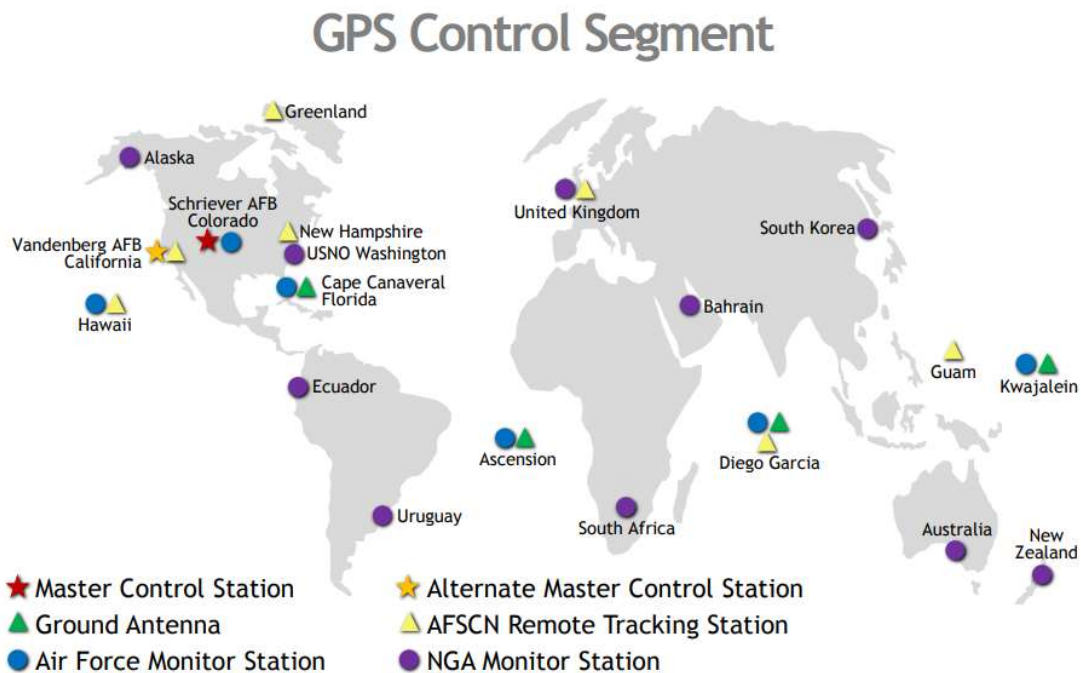 GPS Control Segment
Greenland
Alaska
Schriever AFB
Colorado
United Kingdom
New Hampshire
South Korea
Vandenberg AFB
California
USNO Washington
Cape Canaveral
Florida
Hawaii
Bahrain
Guam
Kwajalein
Ecuador
Ascension
Diego Garcia
Uruguay
South Africa
Australia
New
Zealand
Master Control Station
Alternate Master Control Station
Ground Antenna
AFSCN Remote Tracking Station
Air Force Monitor Station
NGA Monitor Station